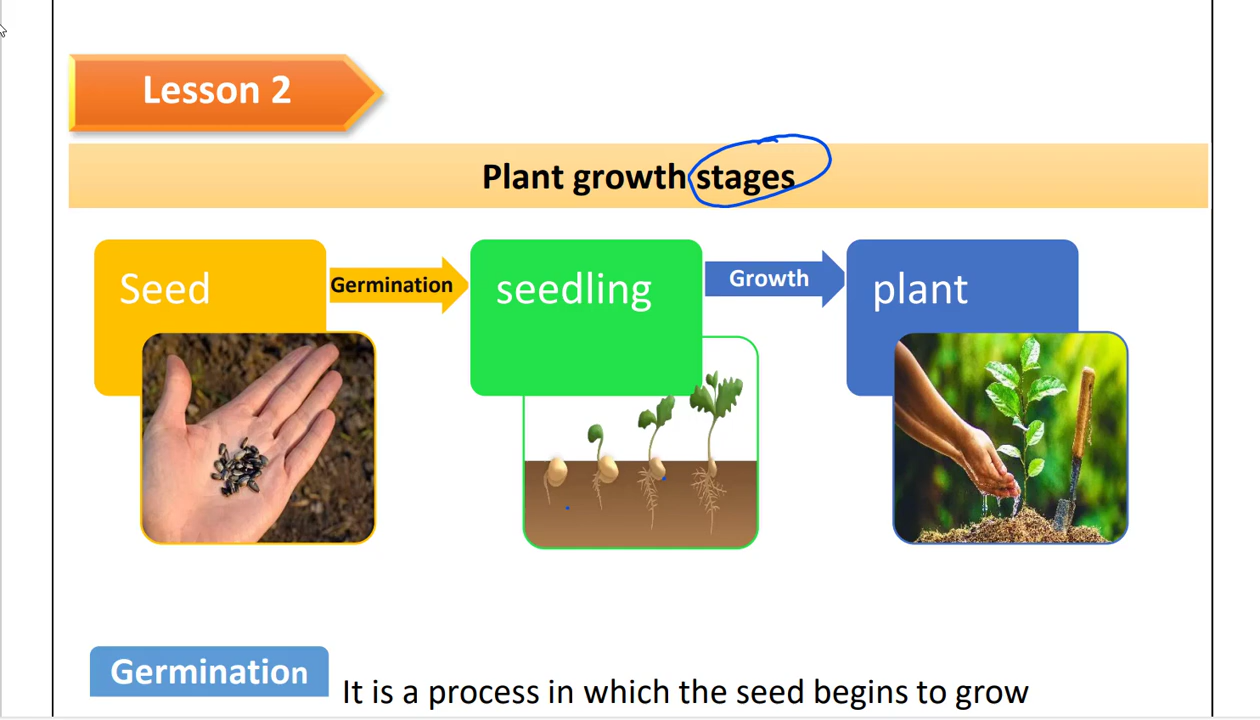 Lesson 2
Plant growth stages
Seed
Germination
seedling
Growth
plant
Germination
It is a process in which the seed begins to grow